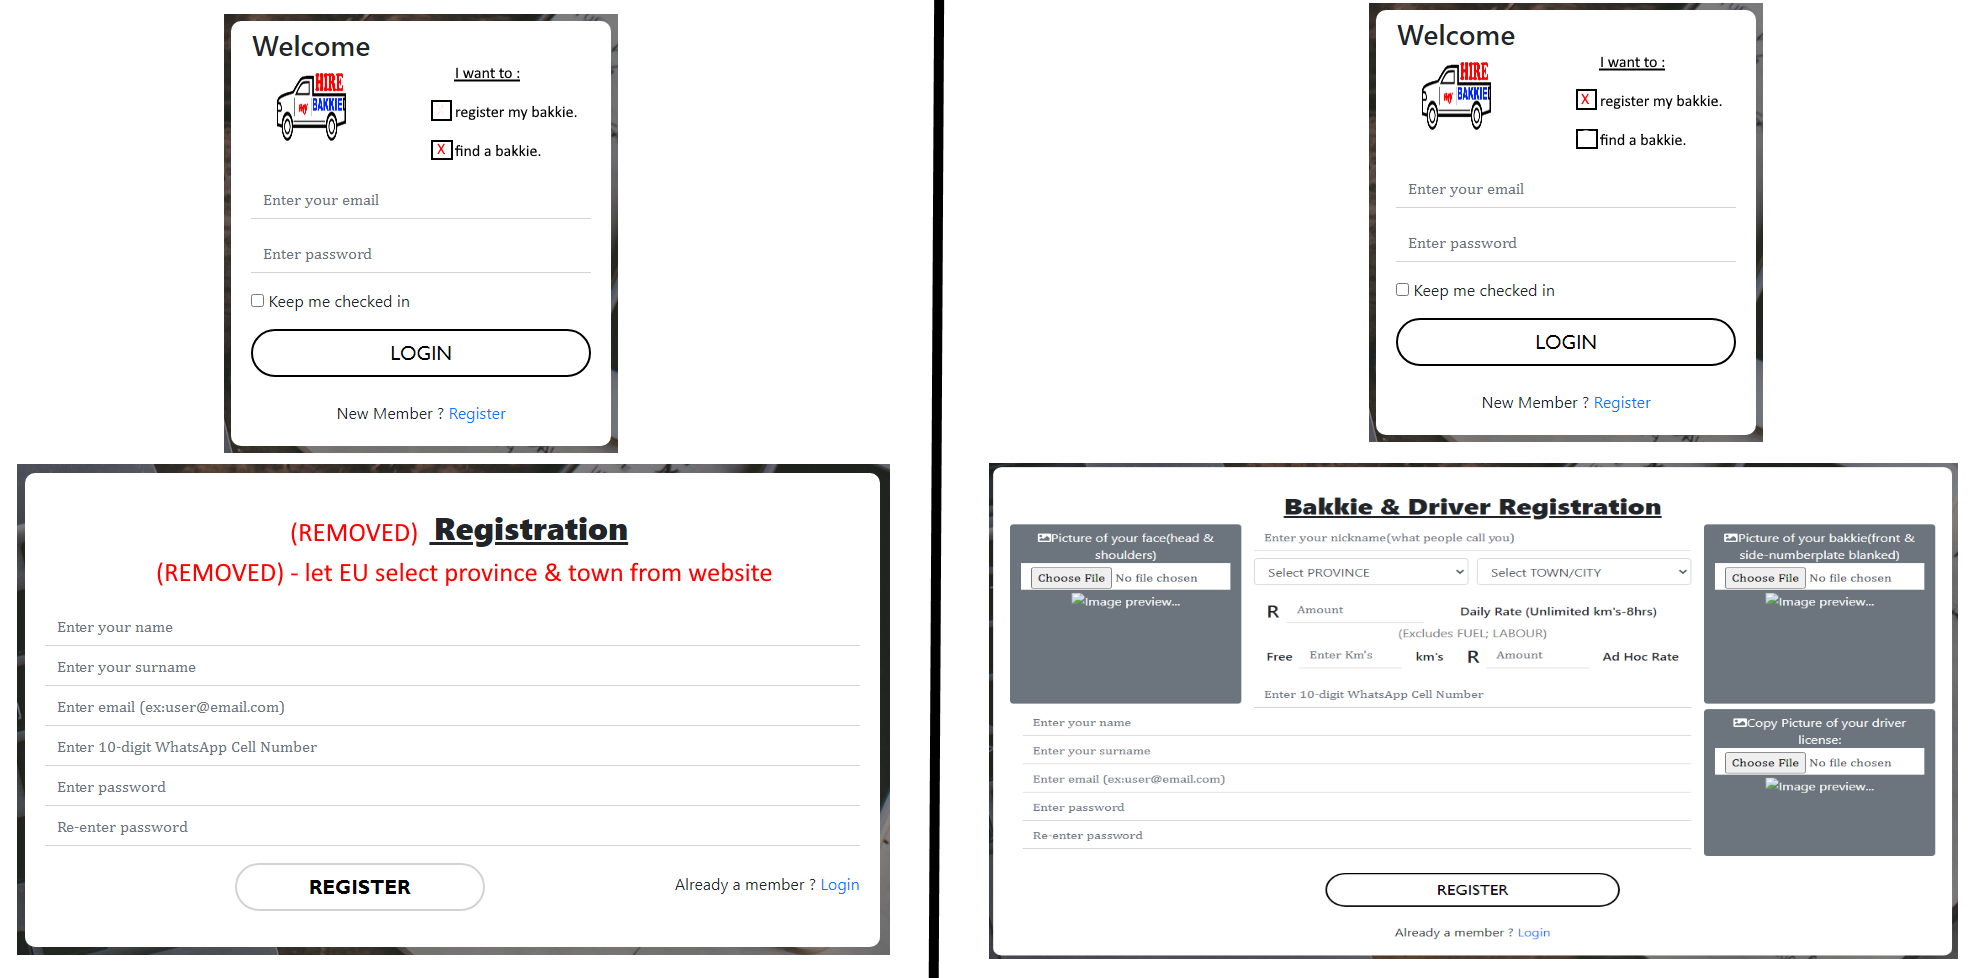 Welcome
I want to :
HIRE
my BAKKIE
register my bakkie.
X find a bakkie.
Enter your email
Enter password
Keep me checked in
LOGIN
New Member ? Register
(REMOVED) Registration
(REMOVED) - let EU select province & town from website
Enter your name
Enter your surname
Enter email (ex:user@email.com)
Enter 10-digit WhatsApp Cell Number
Enter password
Re-enter password
REGISTER
Already a member ? Login
Welcome
I want to :
HIRE
my BAKKIE
X register my bakkie.
find a bakkie.
Enter your email
Enter password
Keep me checked in
LOGIN
New Member ? Register
Bakkie & Driver Registration
Picture of your face(head &
shoulders)
Choose File No file chosen
Image preview...
Enter your nickname(what people call you)
Select PROVINCE Select TOWN/CITY
R Amount Daily Rate (Unlimited km's-8hrs)
(Excludes FUEL; LABOUR)
Free Enter Km's km's R Amount Ad Hoc Rate
Enter 10-digit WhatsApp Cell Number
Picture of your bakkie(front &
side-numberplate blanked)
Choose File No file chosen
Image preview...
Copy Picture of your driver
license:
Choose File No file chosen
Image preview...
Enter your name
Enter your surname
Enter email (ex:user@email.com)
Enter password
Re-enter password
REGISTER
Already a member ? Login